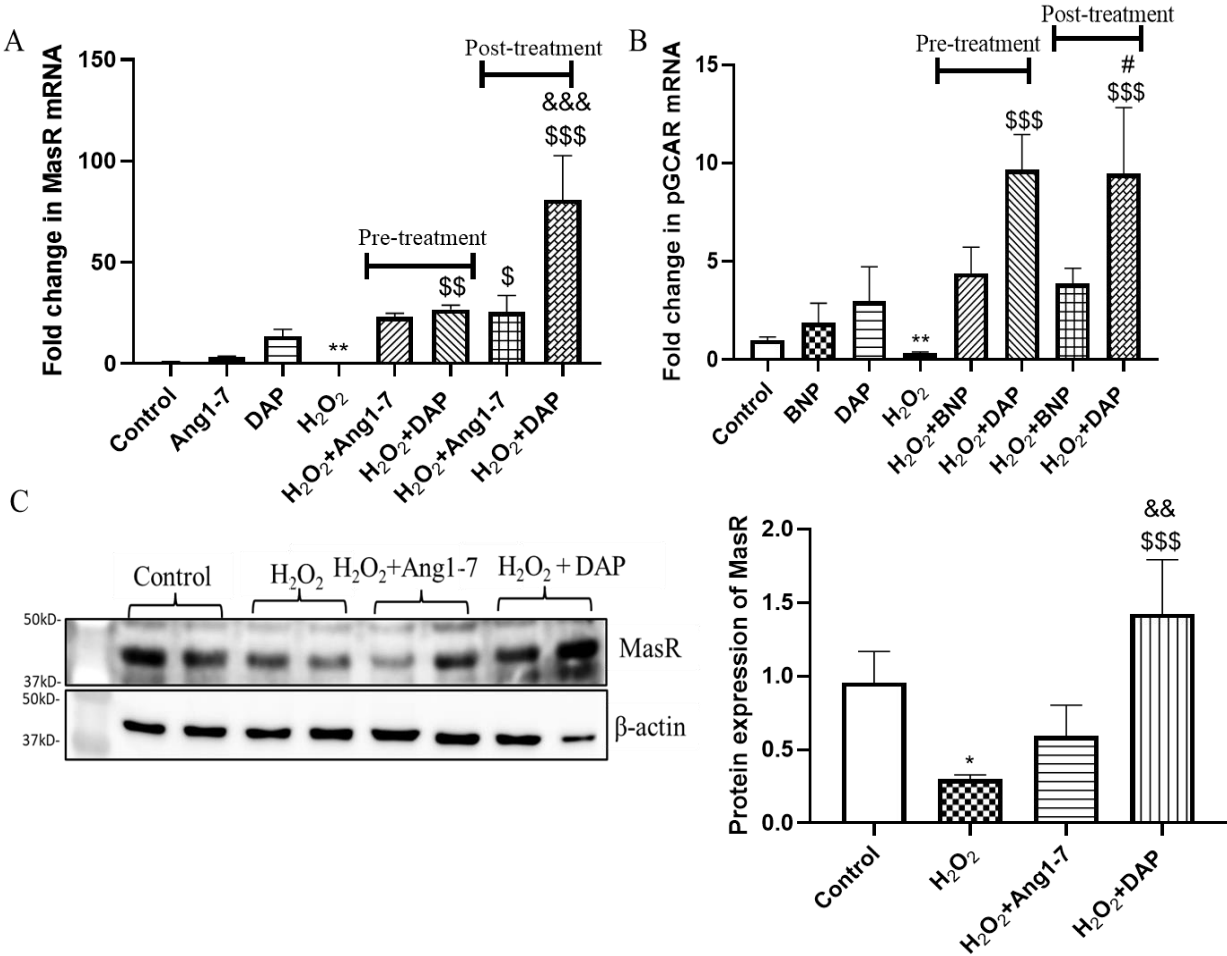 A
Fold change in MasR mRNA
150
100
50
0
Pre-treatment
Post-treatment
**
$$
$
&&&
$$$
Control
Ang1-7
DAP
H₂O₂
H₂O₂+Ang1-7
H₂O₂+DAP
H₂O₂+Ang1-7
H₂O₂+DAP
B
Fold change in pGCAR mRNA
15
10
5
0
Pre-treatment
Post-treatment
**
$$$
#
$$$
Control
BNP
DAP
H₂O₂
H₂O₂+BNP
H₂O₂+DAP
H₂O₂+BNP
H₂O₂+DAP
C
Control
H₂O₂
H₂O₂+Ang1-7
H₂O₂ + DAP
50kD-
MasR
37kD-
50kD-
β-actin
37kD-
Protein expression of MasR
2.0
1.5
1.0
0.5
0.0
*
&&
$$$
Control
H₂O₂
H₂O₂+Ang1-7
H₂O₂+DAP